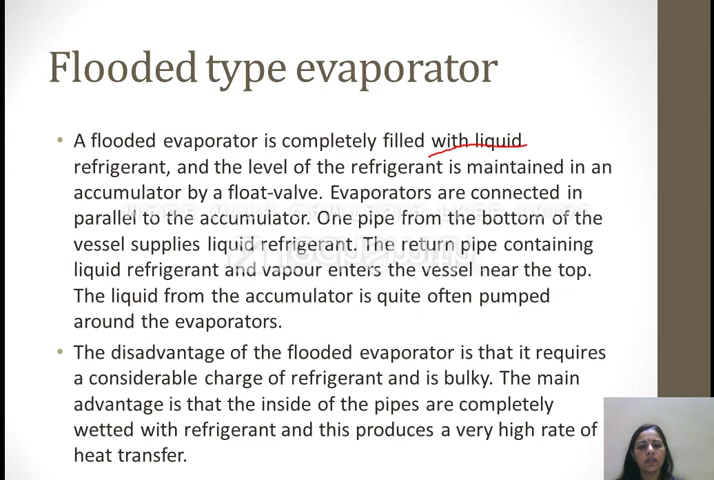 Flooded type evaporator
• A flooded evaporator is completely filled with liquid
refrigerant, and the level of the refrigerant is maintained in an
accumulator by a float-valve. Evaporators are connected in
parallel to the accumulator. One pipe from the bottom of the
vessel supplies liquid refrigerant. The return pipe containing
liquid refrigerant and vapour enters the vessel near the top.
The liquid from the accumulator is quite often pumped
around the evaporators.
• The disadvantage of the flooded evaporator is that it requires
a considerable charge of refrigerant and is bulky. The main
advantage is that the inside of the pipes are completely
wetted with refrigerant and this produces a very high rate of
heat transfer.